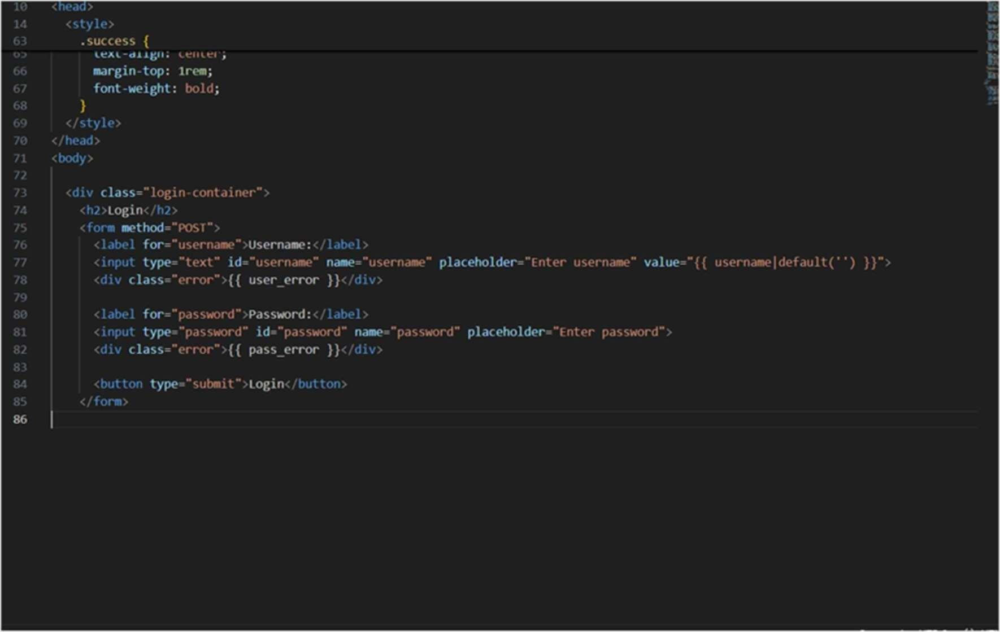 10 <head>
14 <style>
63 .success {
65 text-align: center;
66 margin-top: 1rem;
67 font-weight: bold;
68 }
69 </style>
70 </head>
71 <body>
72
73 <div class="login-container">
74 <h2>Login</h2>
75 <form method="POST">
76 <label for="username">Username:</label>
77 <input type="text" id="username" name="username" placeholder="Enter username" value="{{ username|default('') }}">
78 <div class="error">{{ user_error }}</div>
79
80 <label for="password">Password:</label>
81 <input type="password" id="password" name="password" placeholder="Enter password">
82 <div class="error">{{ pass_error }}</div>
83
84 <button type="submit">Login</button>
85 </form>
86